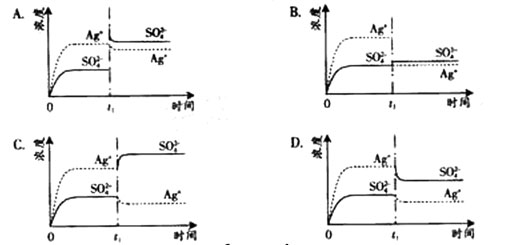 A. 浓度 Ag⁺ SO₄²⁻ SO₄²⁻ Ag⁺ 0 t₁ 时间
B. 浓度 Ag⁺ SO₄²⁻ SO₄²⁻ Ag⁺ 0 t₁ 时间
C. 浓度 Ag⁺ SO₄²⁻ SO₄²⁻ Ag⁺ 0 t₁ 时间
D. 浓度 Ag⁺ SO₄²⁻ SO₄²⁻ Ag⁺ 0 t₁ 时间